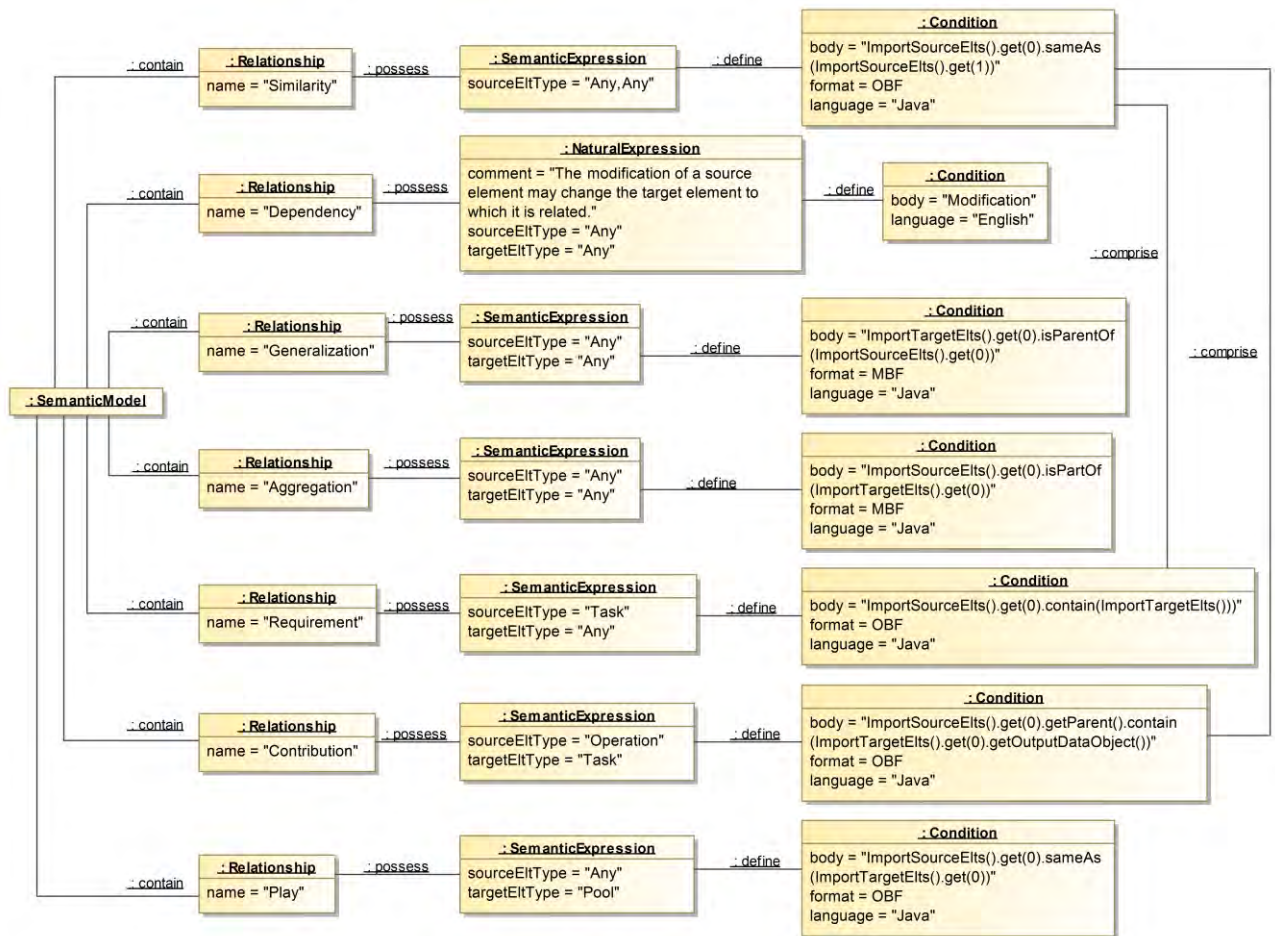 : Condition
body = "ImportSourceElts().get(0).sameAs
(ImportSourceElts().get(1))"
format = OBF
language = "Java"
: contain
: Relationship
name = "Similarity"
: possess
: SemanticExpression
sourceEltType = "Any,Any"
: define
: NaturalExpression
comment = "The modification of a source
element may change the target element to
which it is related."
sourceEltType = "Any"
targetEltType = "Any"
: contain
: Relationship
name = "Dependency"
: possess
: define
: Condition
body = "Modification"
language = "English"
: comprise
: contain
: Relationship
name = "Generalization"
: possess
: SemanticExpression
sourceEltType = "Any"
targetEltType = "Any"
: define
: Condition
body = "ImportTargetElts().get(0).isParentOf
(ImportSourceElts().get(0))"
format = MBF
language = "Java"
: comprise
: SemanticModel
: contain
: Relationship
name = "Aggregation"
: possess
: SemanticExpression
sourceEltType = "Any"
targetEltType = "Any"
: define
: Condition
body = "ImportSourceElts().get(0).isPartOf
(ImportTargetElts().get(0))"
format = MBF
language = "Java"
: contain
: Relationship
name = "Requirement"
: possess
: SemanticExpression
sourceEltType = "Task"
targetEltType = "Any"
: define
: Condition
body = "ImportSourceElts().get(0).contain(ImportTargetElts()))"
format = OBF
language = "Java"
: contain
: Relationship
name = "Contribution"
: possess
: SemanticExpression
sourceEltType = "Operation"
targetEltType = "Task"
: define
: Condition
body = "ImportSourceElts().get(0).getParent().contain
(ImportTargetElts().get(0).getOutputDataObject())"
format = OBF
language = "Java"
: contain
: Relationship
name = "Play"
: possess
: SemanticExpression
sourceEltType = "Any"
targetEltType = "Pool"
: define
: Condition
body = "ImportSourceElts().get(0).sameAs
(ImportTargetElts().get(0))"
format = OBF
language = "Java"